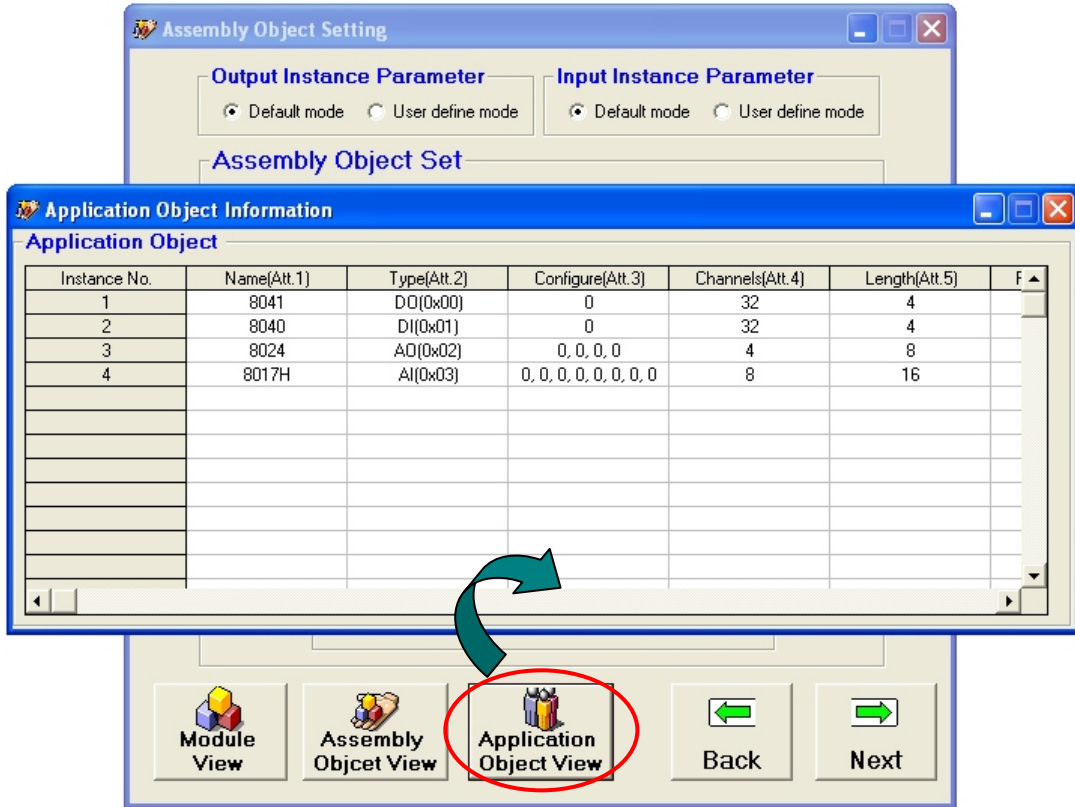 Assembly Object Setting
Output Instance Parameter
Default mode User define mode
Input Instance Parameter
Default mode User define mode
Assembly Object Set
Application Object Information
Application Object
Instance No. Name(Att.1) Type(Att.2) Configure(Att.3) Channels(Att.4) Length(Att.5)
1 8041 DO(0x00) 0 32 4
2 8040 DI(0x01) 0 32 4
3 8024 AO(0x02) 0, 0, 0, 0 4 8
4 8017H AI(0x03) 0, 0, 0, 0, 0, 0, 0, 0 8 16
Module
View
Assembly
Objcet View
Application
Object View
Back
Next